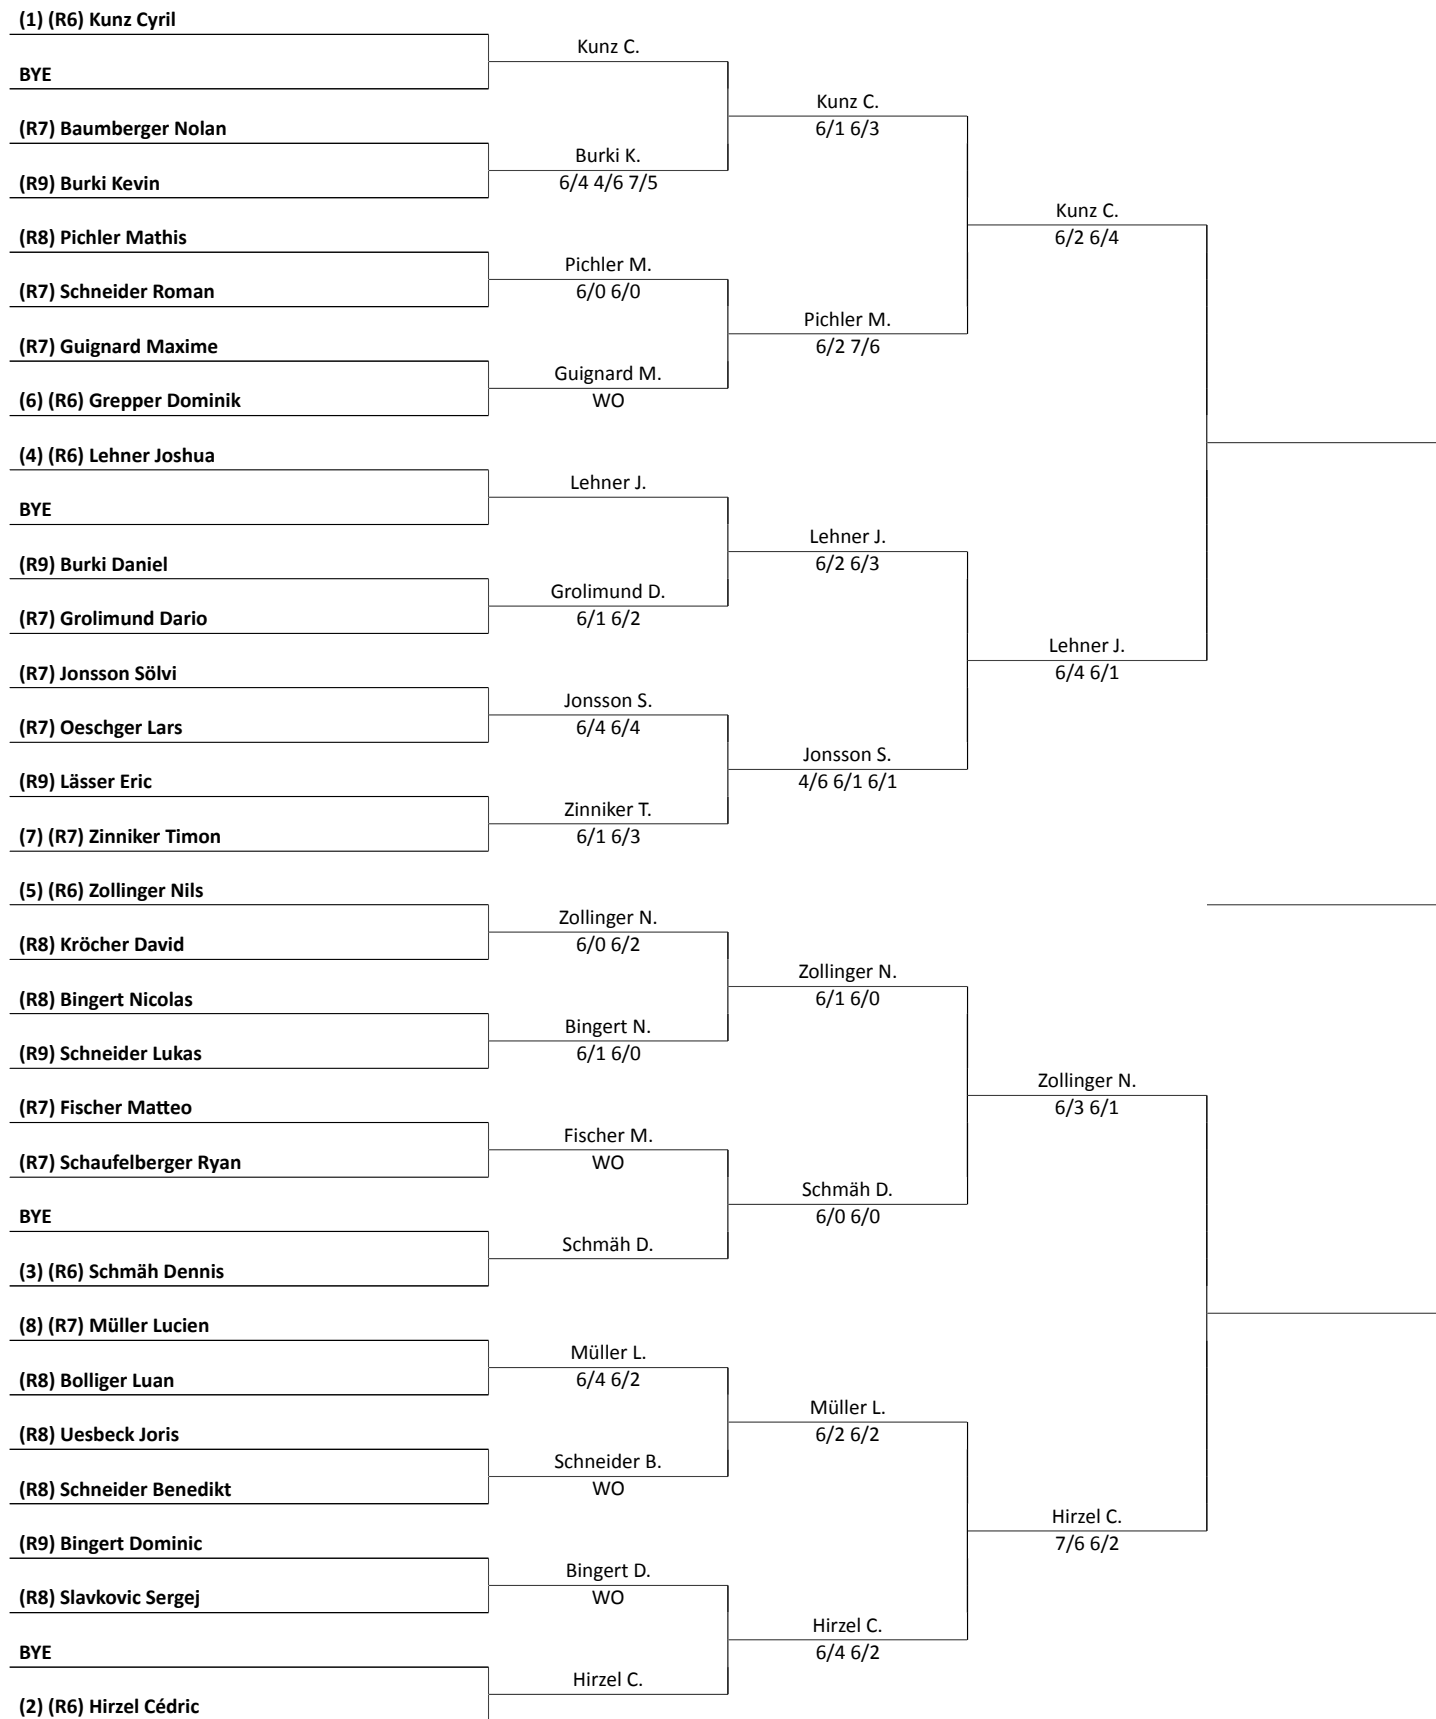 (1) (R6) Kunz Cyril
Kunz C.
BYE
Kunz C.
6/1 6/3
(R7) Baumberger Nolan
Burki K.
6/4 4/6 7/5
(R9) Burki Kevin
Kunz C.
6/2 6/4
(R8) Pichler Mathis
Pichler M.
6/0 6/0
(R7) Schneider Roman
Pichler M.
6/2 7/6
(R7) Guignard Maxime
Guignard M.
WO
(6) (R6) Grepper Dominik
(4) (R6) Lehner Joshua
Lehner J.
BYE
Lehner J.
6/2 6/3
(R9) Burki Daniel
Grolimund D.
6/1 6/2
(R7) Grolimund Dario
Lehner J.
6/4 6/1
(R7) Jonsson Sölvi
Jonsson S.
6/4 6/4
(R7) Oeschger Lars
Jonsson S.
4/6 6/1 6/1
(R9) Lässer Eric
Zinniker T.
6/1 6/3
(7) (R7) Zinniker Timon
(5) (R6) Zollinger Nils
Zollinger N.
6/0 6/2
(R8) Kröcher David
Zollinger N.
6/1 6/0
(R8) Bingert Nicolas
Bingert N.
6/1 6/0
(R9) Schneider Lukas
Zollinger N.
6/3 6/1
(R7) Fischer Matteo
Fischer M.
WO
(R7) Schaufelberger Ryan
Schmäh D.
6/0 6/0
BYE
Schmäh D.
(3) (R6) Schmäh Dennis
(8) (R7) Müller Lucien
Müller L.
6/4 6/2
(R8) Bolliger Luan
Müller L.
6/2 6/2
(R8) Uesbeck Joris
Schneider B.
WO
(R8) Schneider Benedikt
Hirzel C.
7/6 6/2
(R9) Bingert Dominic
Bingert D.
WO
(R8) Slavkovic Sergej
Hirzel C.
6/4 6/2
BYE
Hirzel C.
(2) (R6) Hirzel Cédric